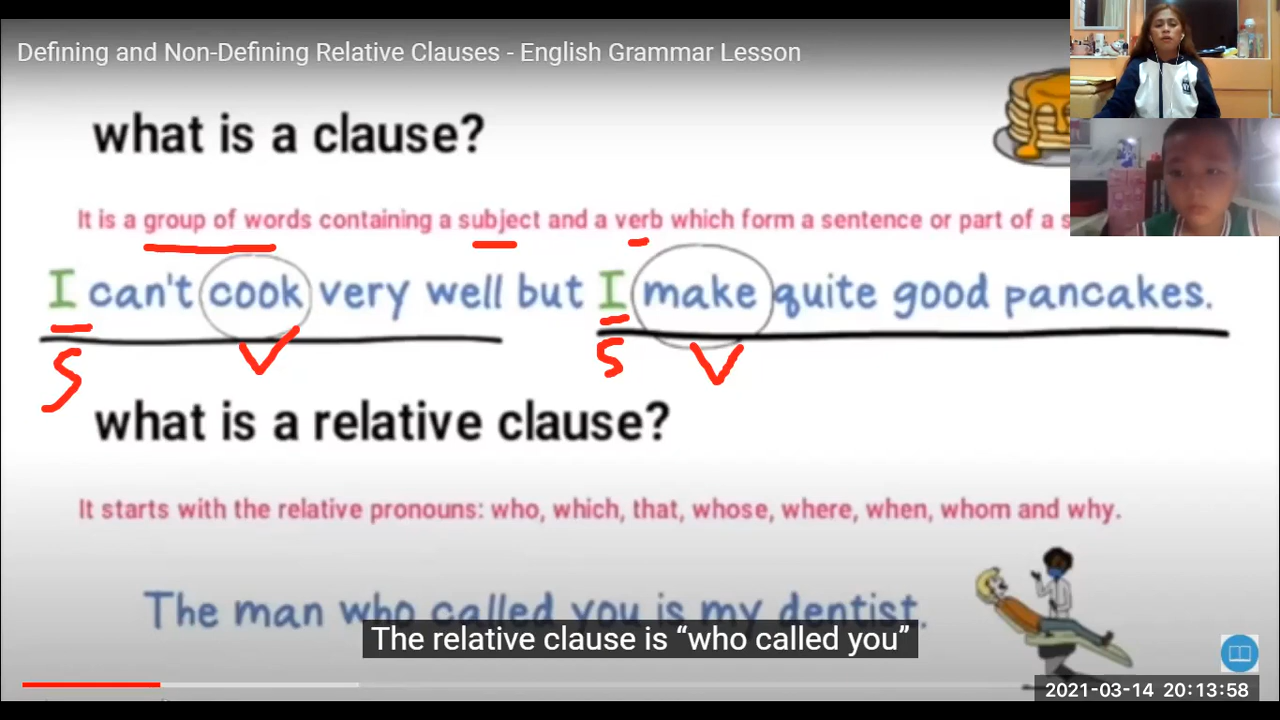 Defining and Non-Defining Relative Clauses - English Grammar Lesson
what is a clause?
It is a group of words containing a subject and a verb which form a sentence or part of a
I can't cook very well but I make quite good pancakes.
S V S V
what is a relative clause?
It starts with the relative pronouns: who, which, that, whose, where, when, whom and why.
The man who called you is my dentist.
The relative clause is “who called you”
2021-03-14 20:13:58